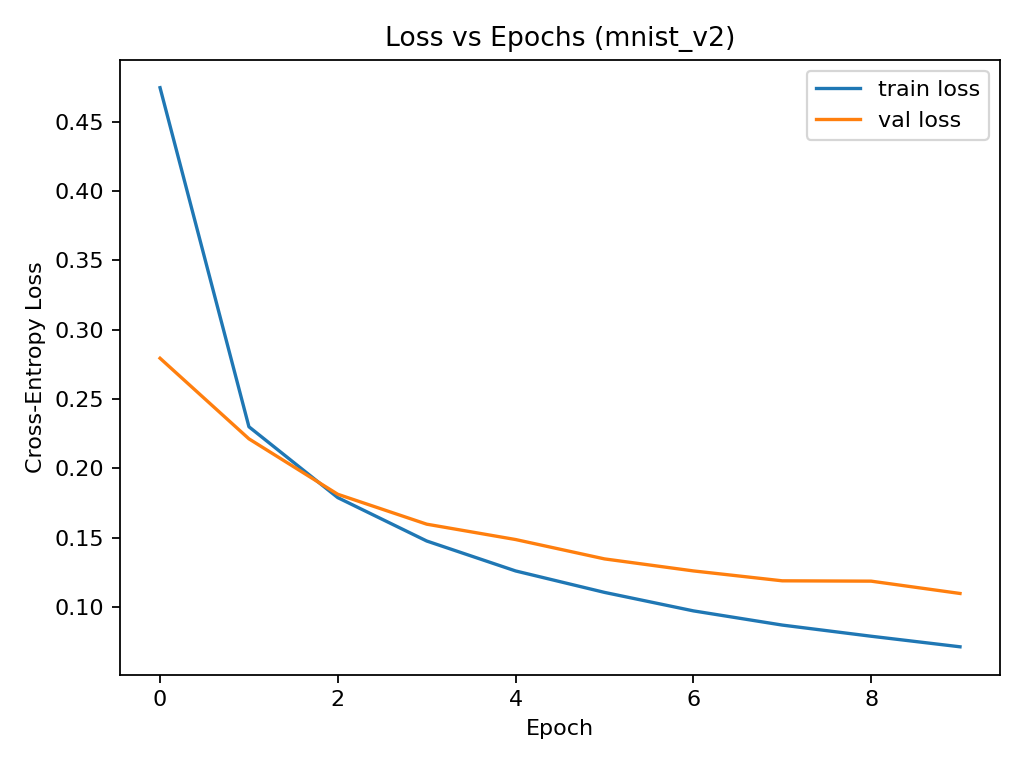 Loss vs Epochs (mnist_v2)
train loss
val loss
Cross-Entropy Loss
0.45
0.40
0.35
0.30
0.25
0.20
0.15
0.10
0 2 4 6 8
Epoch